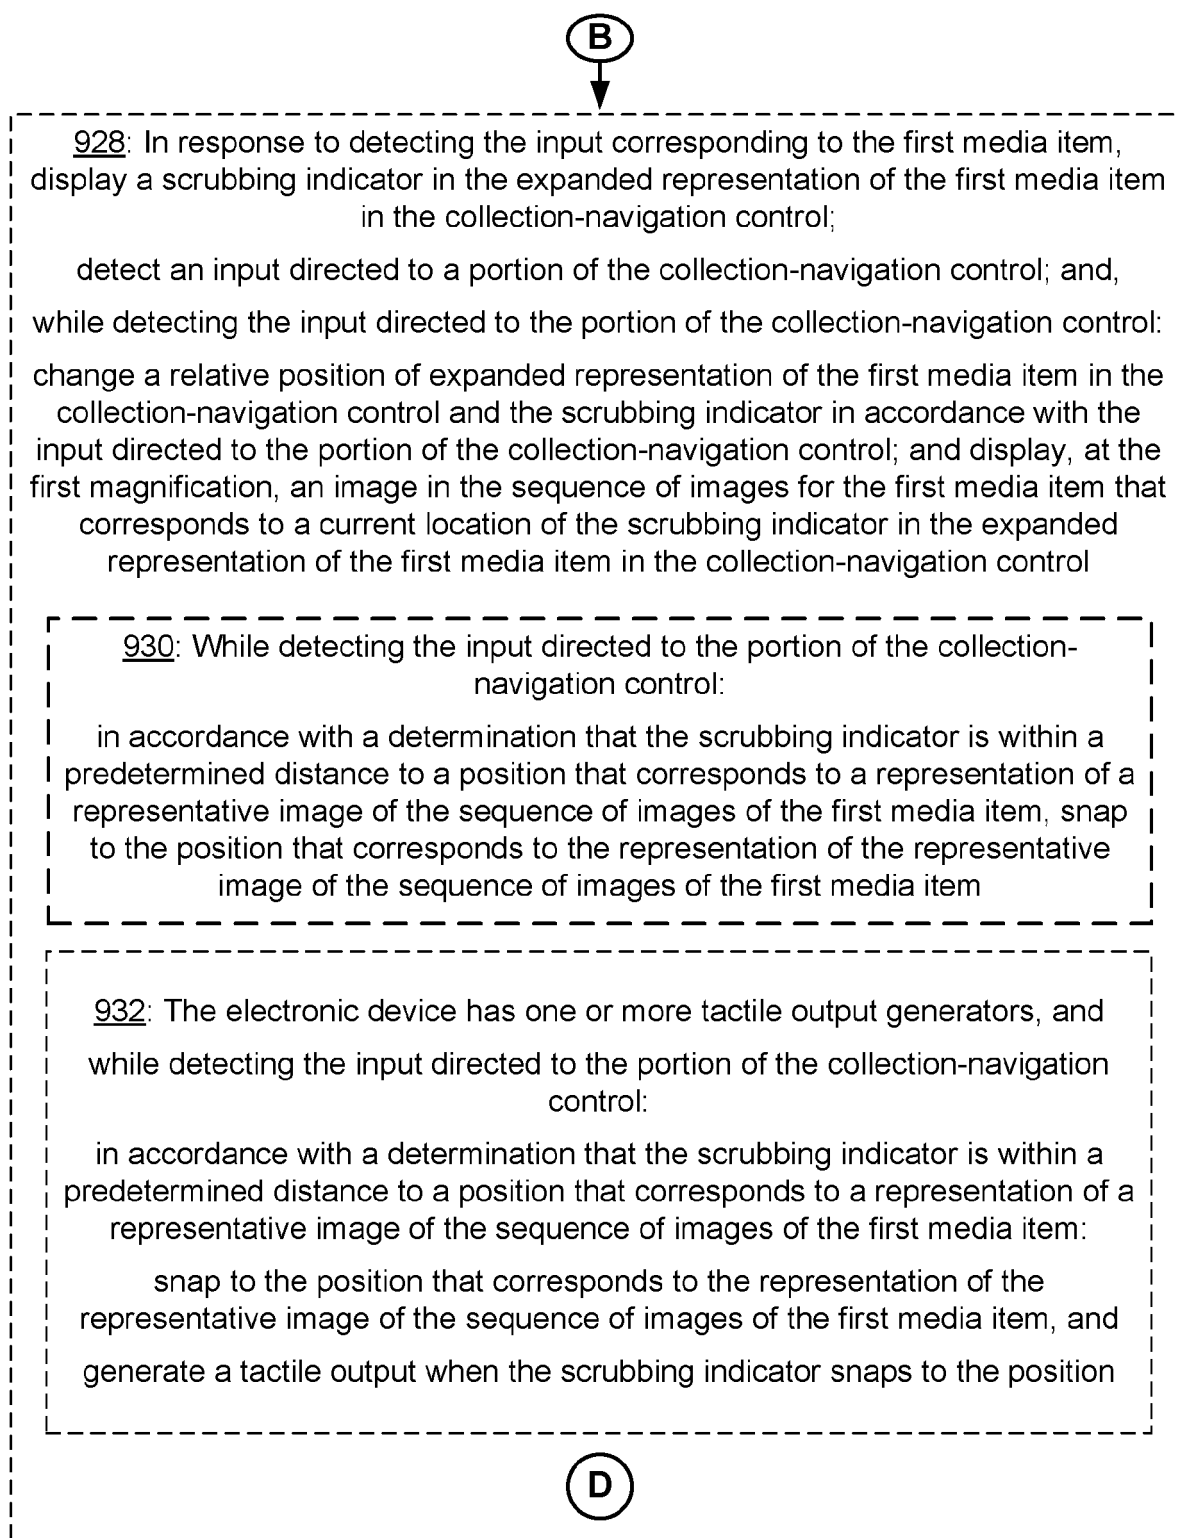 B
928: In response to detecting the input corresponding to the first media item,
display a scrubbing indicator in the expanded representation of the first media item
in the collection-navigation control;
detect an input directed to a portion of the collection-navigation control; and,
while detecting the input directed to the portion of the collection-navigation control:
change a relative position of expanded representation of the first media item in the
collection-navigation control and the scrubbing indicator in accordance with the
input directed to the portion of the collection-navigation control; and display, at the
first magnification, an image in the sequence of images for the first media item that
corresponds to a current location of the scrubbing indicator in the expanded
representation of the first media item in the collection-navigation control
930: While detecting the input directed to the portion of the collection-
navigation control:
in accordance with a determination that the scrubbing indicator is within a
predetermined distance to a position that corresponds to a representation of a
representative image of the sequence of images of the first media item, snap
to the position that corresponds to the representation of the representative
image of the sequence of images of the first media item
932: The electronic device has one or more tactile output generators, and
while detecting the input directed to the portion of the collection-navigation
control:
in accordance with a determination that the scrubbing indicator is within a
predetermined distance to a position that corresponds to a representation of a
representative image of the sequence of images of the first media item:
snap to the position that corresponds to the representation of the
representative image of the sequence of images of the first media item, and
generate a tactile output when the scrubbing indicator snaps to the position
D